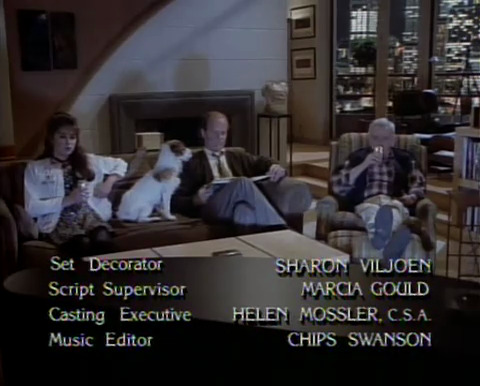 Set Decorator SHARON VILJOEN
Script Supervisor MARCIA GOULD
Casting Executive HELEN MOSSLER, C.S.A.
Music Editor CHIPS SWANSON